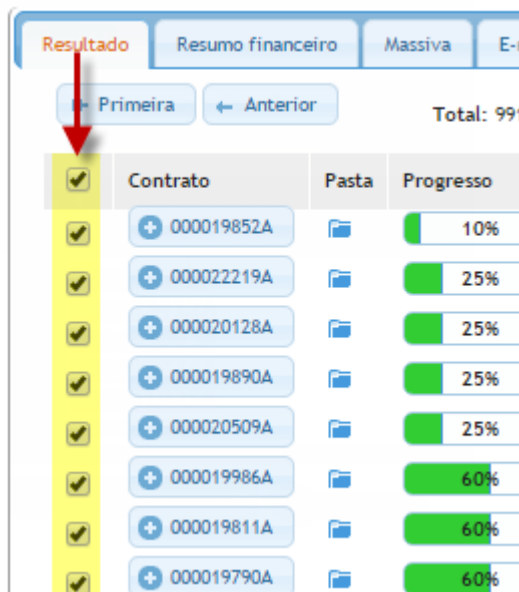 Resultado Resumo financeiro Massiva
Primeira Anterior Total:
Contrato Pasta Progresso
000019852A 10%
000022219A 25%
000020128A 25%
000019890A 25%
000020509A 25%
000019986A 60%
000019811A 60%
000019790A 60%